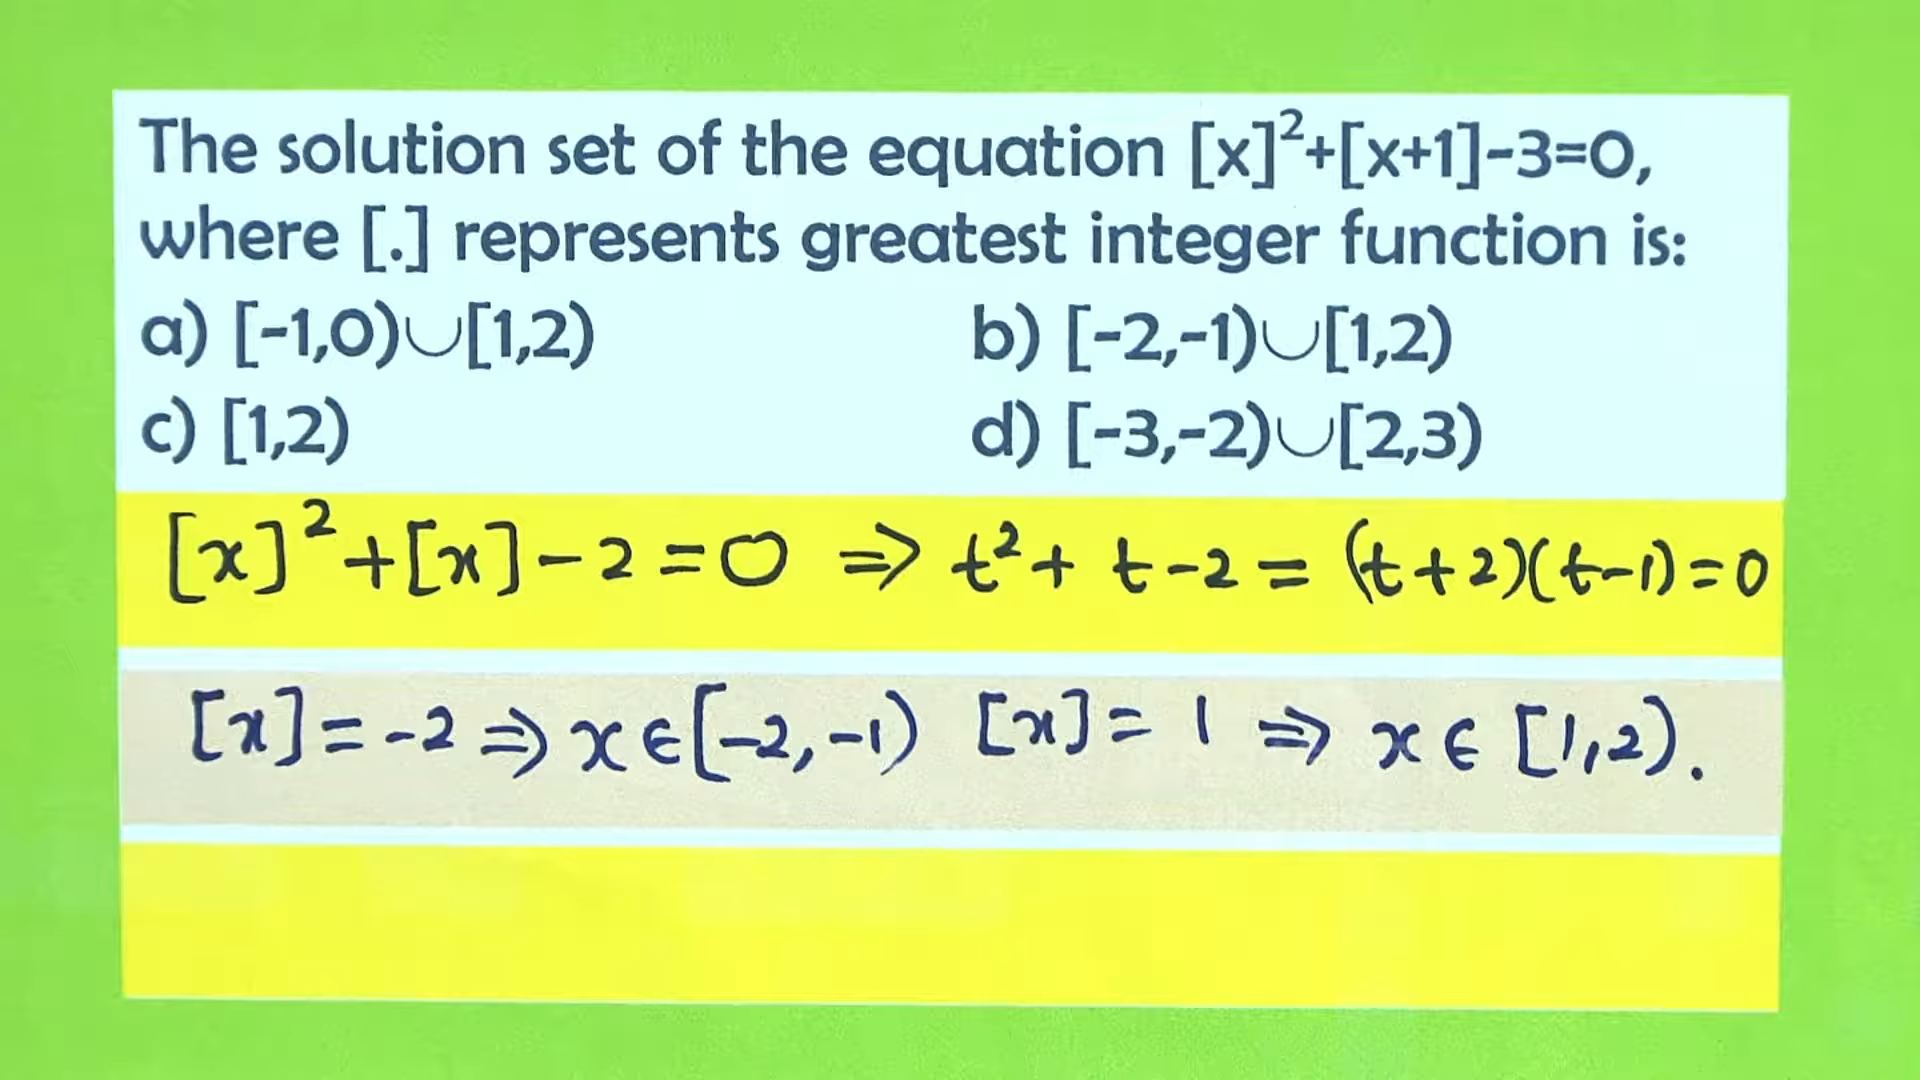 The solution set of the equation [x]²+[x+1]-3=0,
where [.] represents greatest integer function is:
a) [-1,0)∪[1,2) b) [-2,-1)∪[1,2)
c) [1,2) d) [-3,-2)∪[2,3)
[x]²+[x]-2=0 ⇒ t²+t-2=(t+2)(t-1)=0
[x]=-2⇒x∈[-2,-1) [x]=1⇒x∈[1,2).